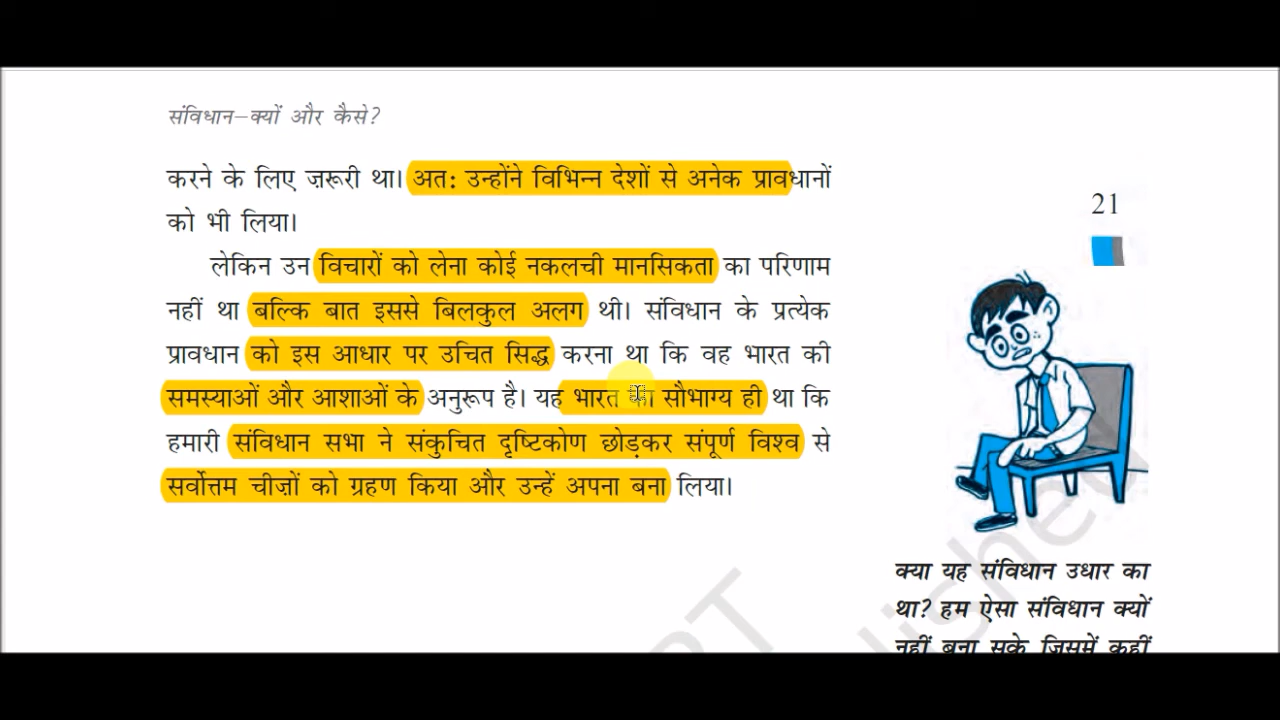 संविधान—क्यों और कैसे?
करने के लिए ज़रूरी था। अत: उन्होंने विभिन्न देशों से अनेक प्रावधानों
को भी लिया।
लेकिन उन विचारों को लेना कोई नकलची मानसिकता का परिणाम
नहीं था बल्कि बात इससे बिलकुल अलग थी। संविधान के प्रत्येक
प्रावधान को इस आधार पर उचित सिद्ध करना था कि वह भारत की
समस्याओं और आशाओं के अनुरूप है। यह भारत का सौभाग्य ही था कि
हमारी संविधान सभा ने संकुचित दृष्टिकोण छोड़कर संपूर्ण विश्व से
सर्वोत्तम चीज़ों को ग्रहण किया और उन्हें अपना बना लिया।
21
क्या यह संविधान उधार का
था? हम ऐसा संविधान क्यों
नहीं बना सके जिसमें कहीं